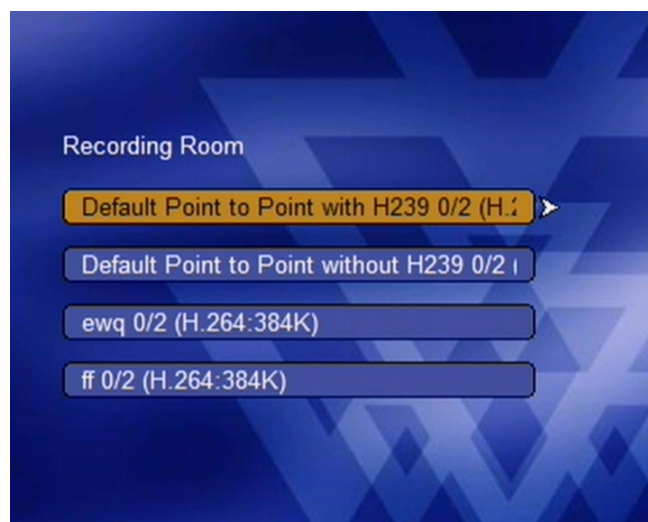 Recording Room
Default Point to Point with H239 0/2 (H.
Default Point to Point without H239 0/2
ewq 0/2 (H.264:384K)
ff 0/2 (H.264:384K)